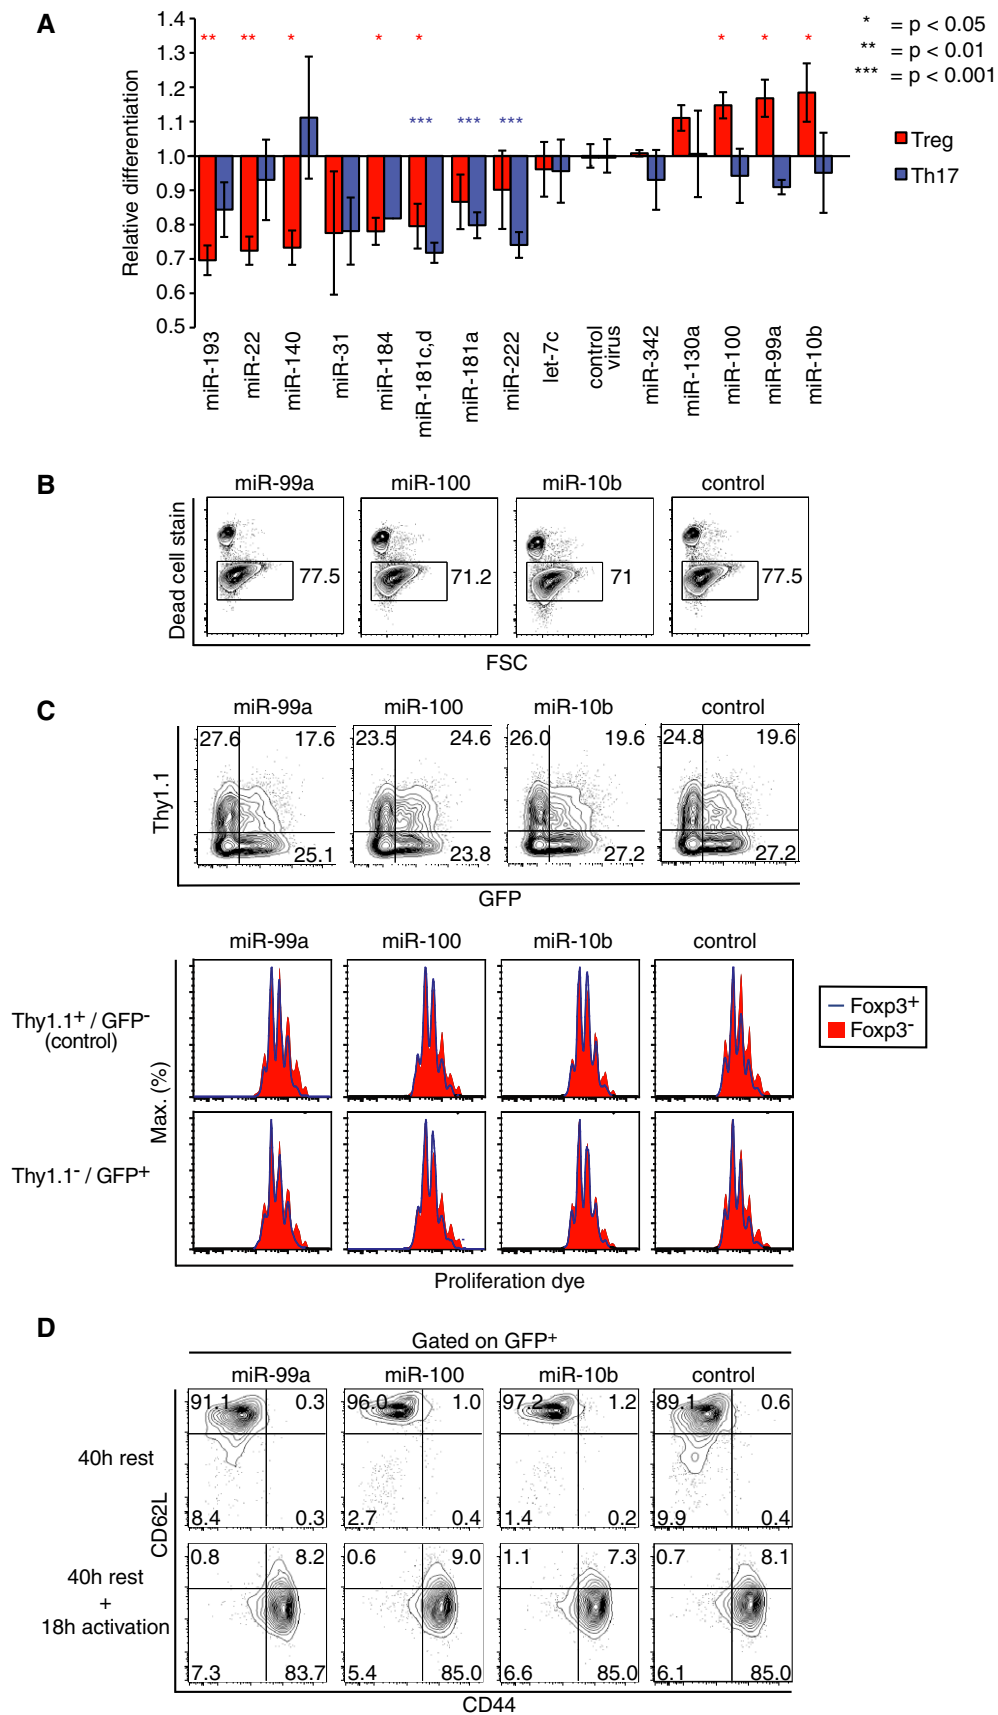 A
1.4
1.3
1.2
1.1
1.0
0.9
0.8
0.7
0.6
0.5
Relative differentiation
** ** * * * * * *
*** *** ***
* = p < 0.05
** = p < 0.01
*** = p < 0.001
Treg
Th17
miR-193
miR-22
miR-140
miR-31
miR-184
miR-181c,d
miR-181a
miR-222
let-7c
control
virus
miR-342
miR-130a
miR-100
miR-99a
miR-10b
B
miR-99a miR-100 miR-10b control
Dead cell stain
77.5 71.2 71 77.5
FSC
C
miR-99a miR-100 miR-10b control
Thy1.1
27.6 17.6 23.5 24.6 26.0 19.6 24.8 19.6
25.1 23.8 27.2 27.2
GFP
miR-99a miR-100 miR-10b control
Thy1.1+ / GFP-
(control)
Foxp3+
Foxp3-
Max. (%)
Thy1.1- / GFP+
Proliferation dye
D
Gated on GFP+
miR-99a miR-100 miR-10b control
91.1 0.3 96.0 1.0 97.2 1.2 89.1 0.6
40h rest
8.4 0.3 2.7 0.4 1.4 0.2 9.9 0.4
CD62L
0.8 8.2 0.6 9.0 1.1 7.3 0.7 8.1
40h rest
+
18h activation
7.3 83.7 5.4 85.0 6.6 85.0 6.1 85.0
CD44